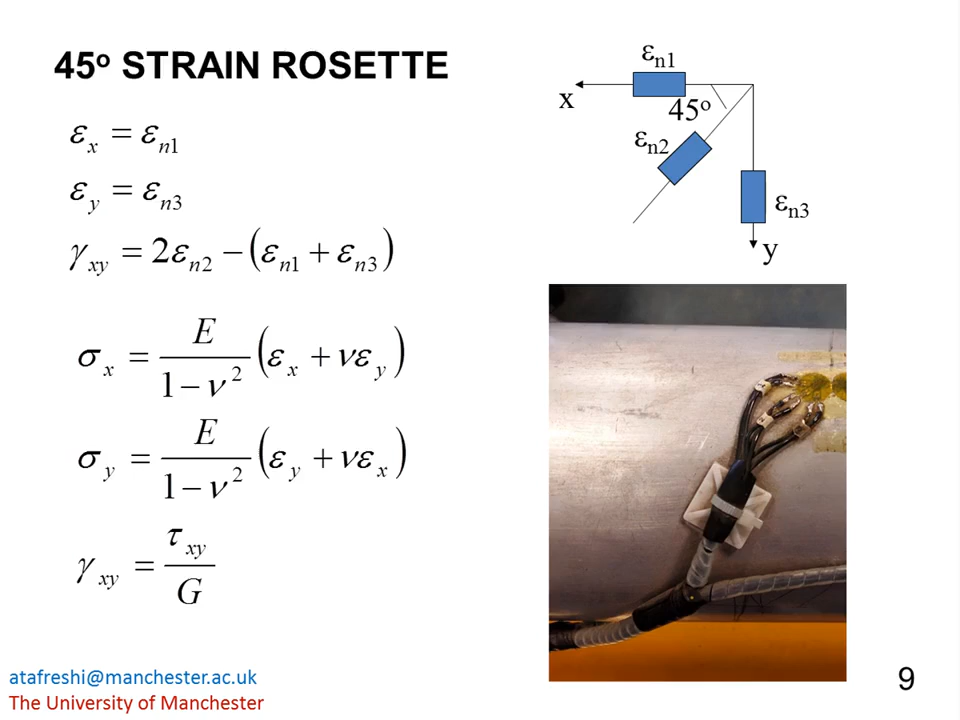 45° STRAIN ROSETTE
ε_x = ε_n1
ε_y = ε_n3
γ_xy = 2ε_n2 − (ε_n1 + ε_n3)
σ_x = E / (1 − ν²) (ε_x + νε_y)
σ_y = E / (1 − ν²) (ε_y + νε_x)
γ_xy = τ_xy / G
ε_n1
x
45°
ε_n2
ε_n3
y
atafreshi@manchester.ac.uk
The University of Manchester
9